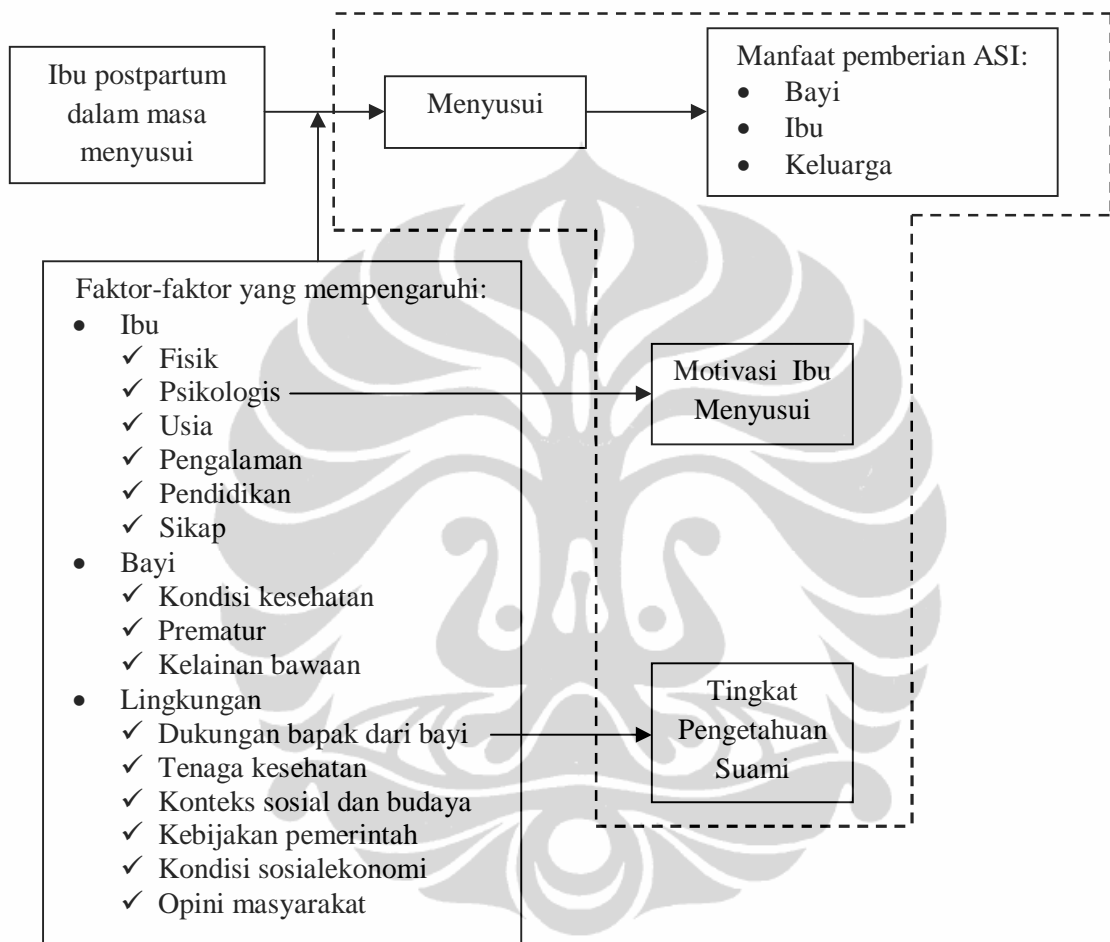 Ibu postpartum
dalam masa
menyusui
Menyusui
Manfaat pemberian ASI:
• Bayi
• Ibu
• Keluarga
Faktor-faktor yang mempengaruhi:
• Ibu
✓ Fisik
✓ Psikologis
✓ Usia
✓ Pengalaman
✓ Pendidikan
✓ Sikap
• Bayi
✓ Kondisi kesehatan
✓ Prematur
✓ Kelainan bawaan
• Lingkungan
✓ Dukungan bapak dari bayi
✓ Tenaga kesehatan
✓ Konteks sosial dan budaya
✓ Kebijakan pemerintah
✓ Kondisi sosialekonomi
✓ Opini masyarakat
Motivasi Ibu
Menyusui
Tingkat
Pengetahuan
Suami